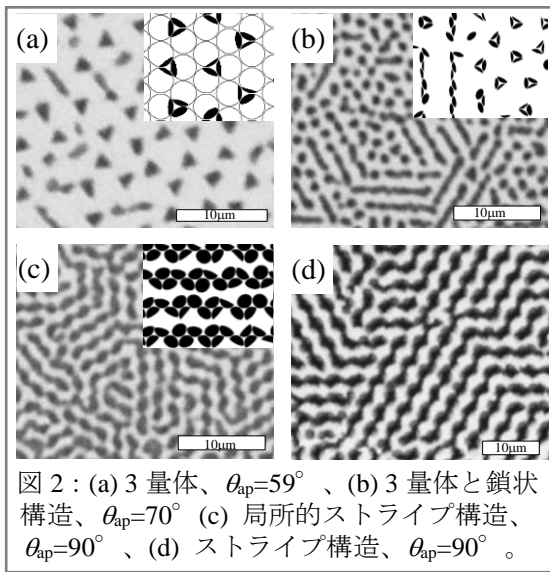 (a)
10μm
(b)
10μm
(c)
10μm
(d)
10μm
図 2：(a) 3 量体、θap=59°、(b) 3 量体と鎖状
構造、θap=70° (c) 局所的ストライプ構造、
θap=90°、(d) ストライプ構造、θap=90°。